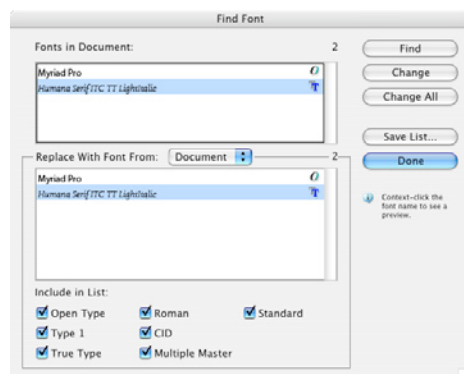 Find Font
Fonts in Document: 2
Myriad Pro
Humana Serif ITC TT LightItalic
Find
Change
Change All
Save List...
Done
Replace With Font From: Document 2
Myriad Pro
Humana Serif ITC TT LightItalic
Context-click the
font name to see a
preview.
Include in List:
Open Type Roman Standard
Type 1 CID
True Type Multiple Master